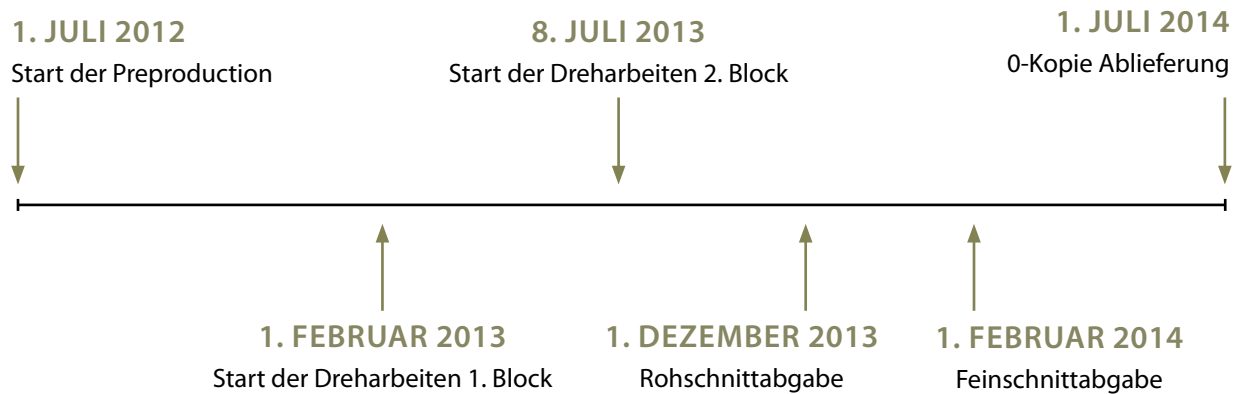 1. JULI 2012
Start der Preproduction
8. JULI 2013
Start der Dreharbeiten 2. Block
1. JULI 2014
0-Kopie Ablieferung
1. FEBRUAR 2013
Start der Dreharbeiten 1. Block
1. DEZEMBER 2013
Rohschnittabgabe
1. FEBRUAR 2014
Feinschnittabgabe